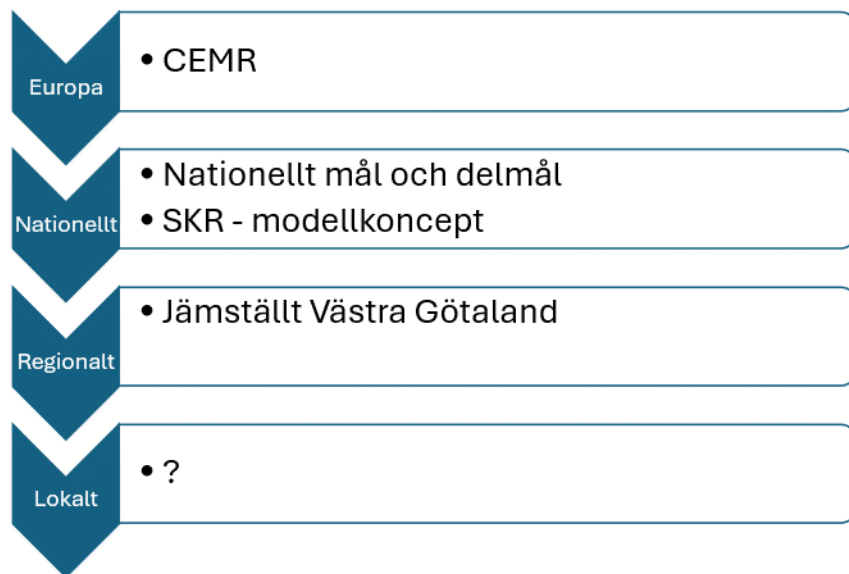 Europa
• CEMR
Nationellt
• Nationellt mål och delmål
• SKR - modellkoncept
Regionalt
• Jämställt Västra Götaland
Lokalt
• ?